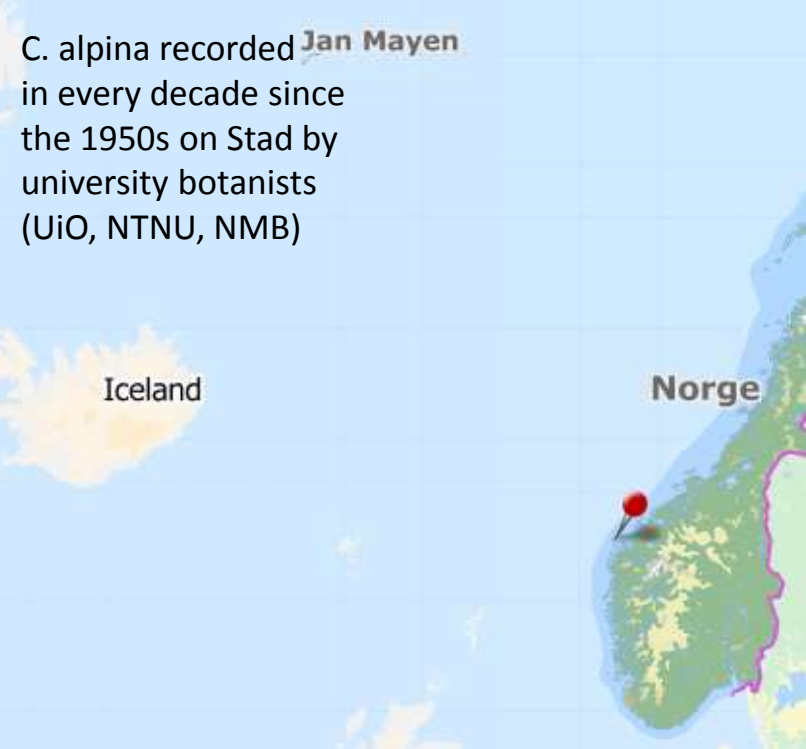 C. alpina recorded
in every decade since
the 1950s on Stad by
university botanists
(UiO, NTNU, NMB)
Jan Mayen
Iceland
Norge